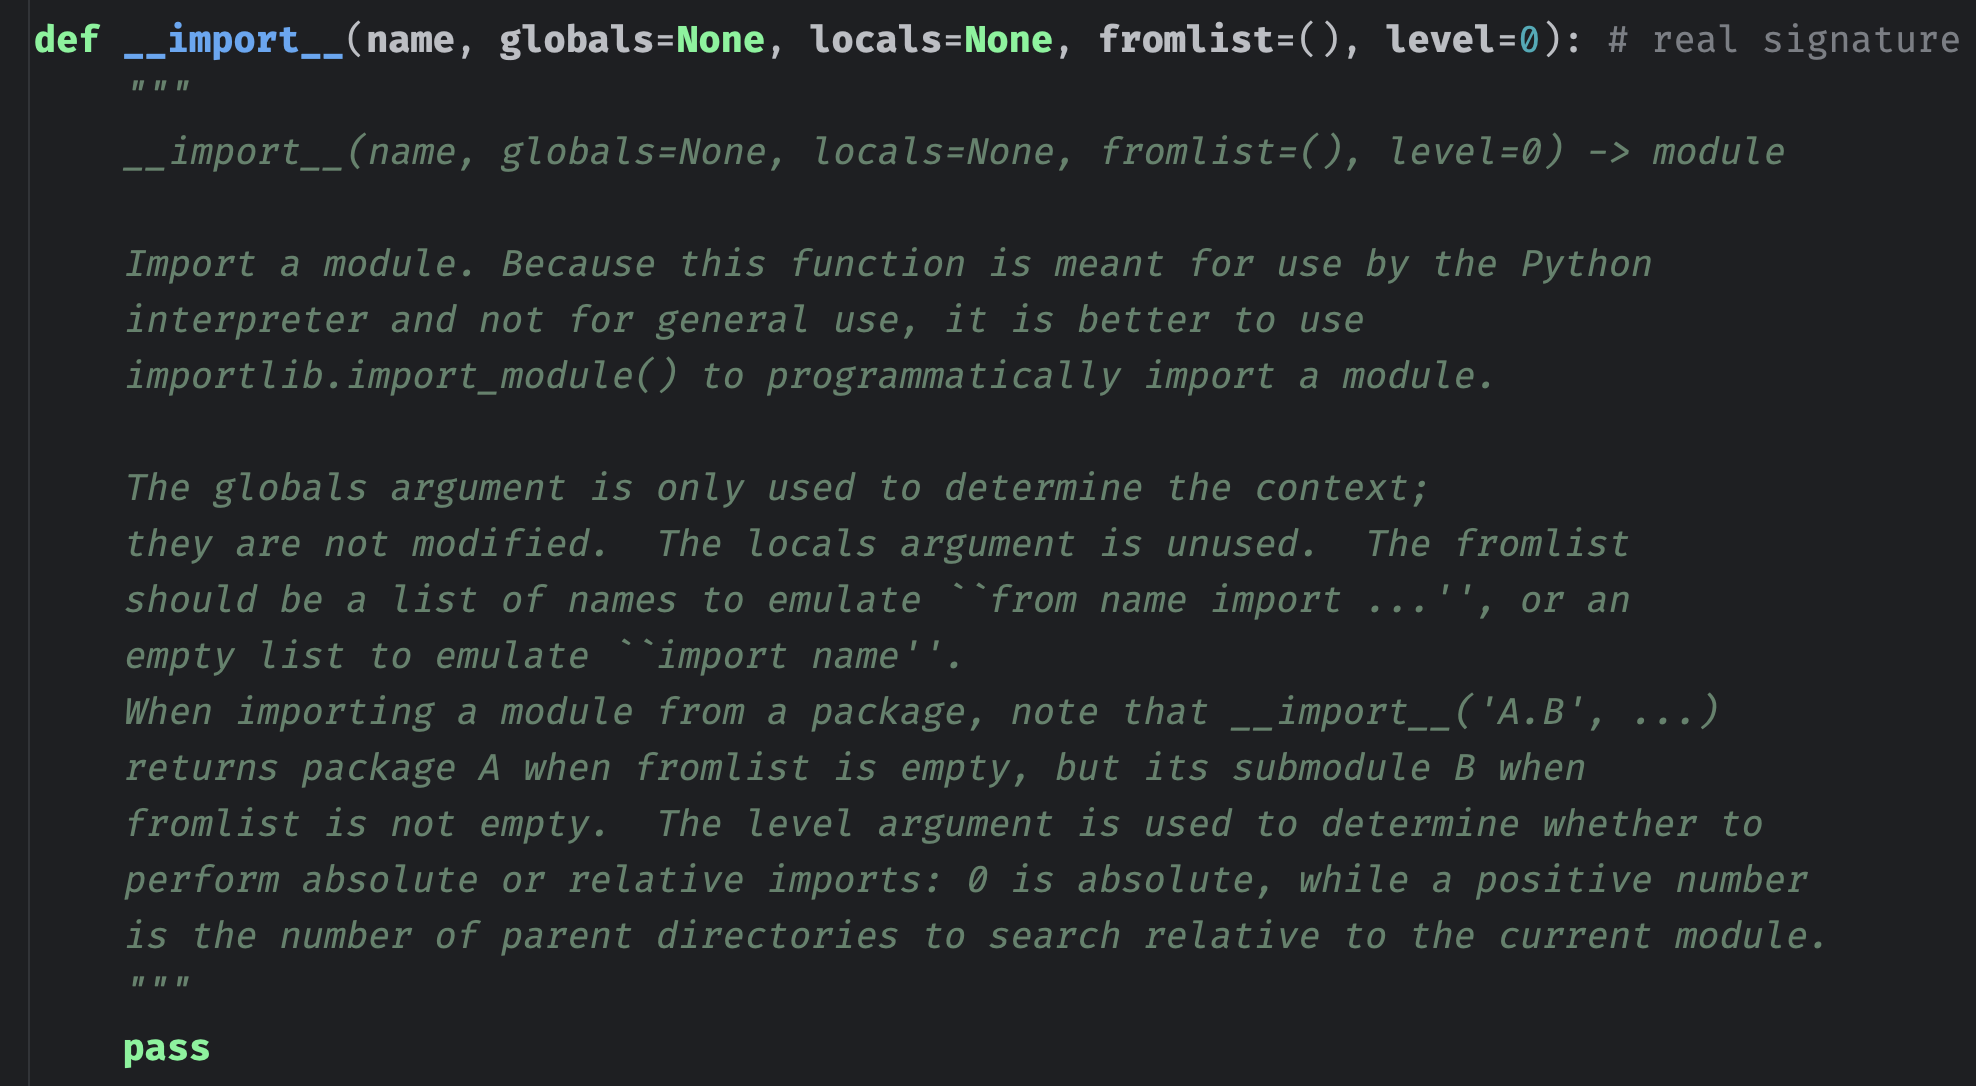 def __import__(name, globals=None, locals=None, fromlist=(), level=0): # real signature
"""
__import__(name, globals=None, locals=None, fromlist=(), level=0) -> module
Import a module. Because this function is meant for use by the Python
interpreter and not for general use, it is better to use
importlib.import_module() to programmatically import a module.
The globals argument is only used to determine the context;
they are not modified.  The locals argument is unused.  The fromlist
should be a list of names to emulate ``from name import ...'', or an
empty list to emulate ``import name''.
When importing a module from a package, note that __import__('A.B', ...)
returns package A when fromlist is empty, but its submodule B when
fromlist is not empty.  The level argument is used to determine whether to
perform absolute or relative imports: 0 is absolute, while a positive number
is the number of parent directories to search relative to the current module.
"""
pass